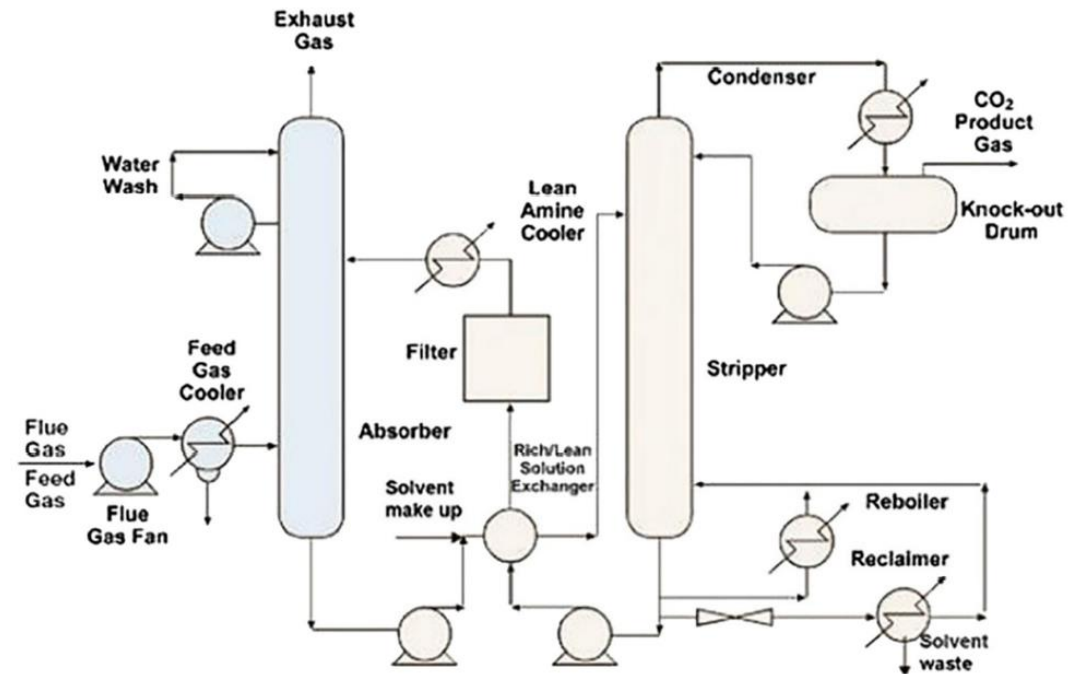 Exhaust
Gas
Condenser
CO₂
Product
Gas
Water
Wash
Lean
Amine
Cooler
Knock-out
Drum
Feed
Gas
Cooler
Filter
Stripper
Flue
Gas
Feed
Gas
Absorber
Rich/Lean
Solution
Exchanger
Solvent
make up
Flue
Gas Fan
Reboiler
Reclaimer
Solvent
waste